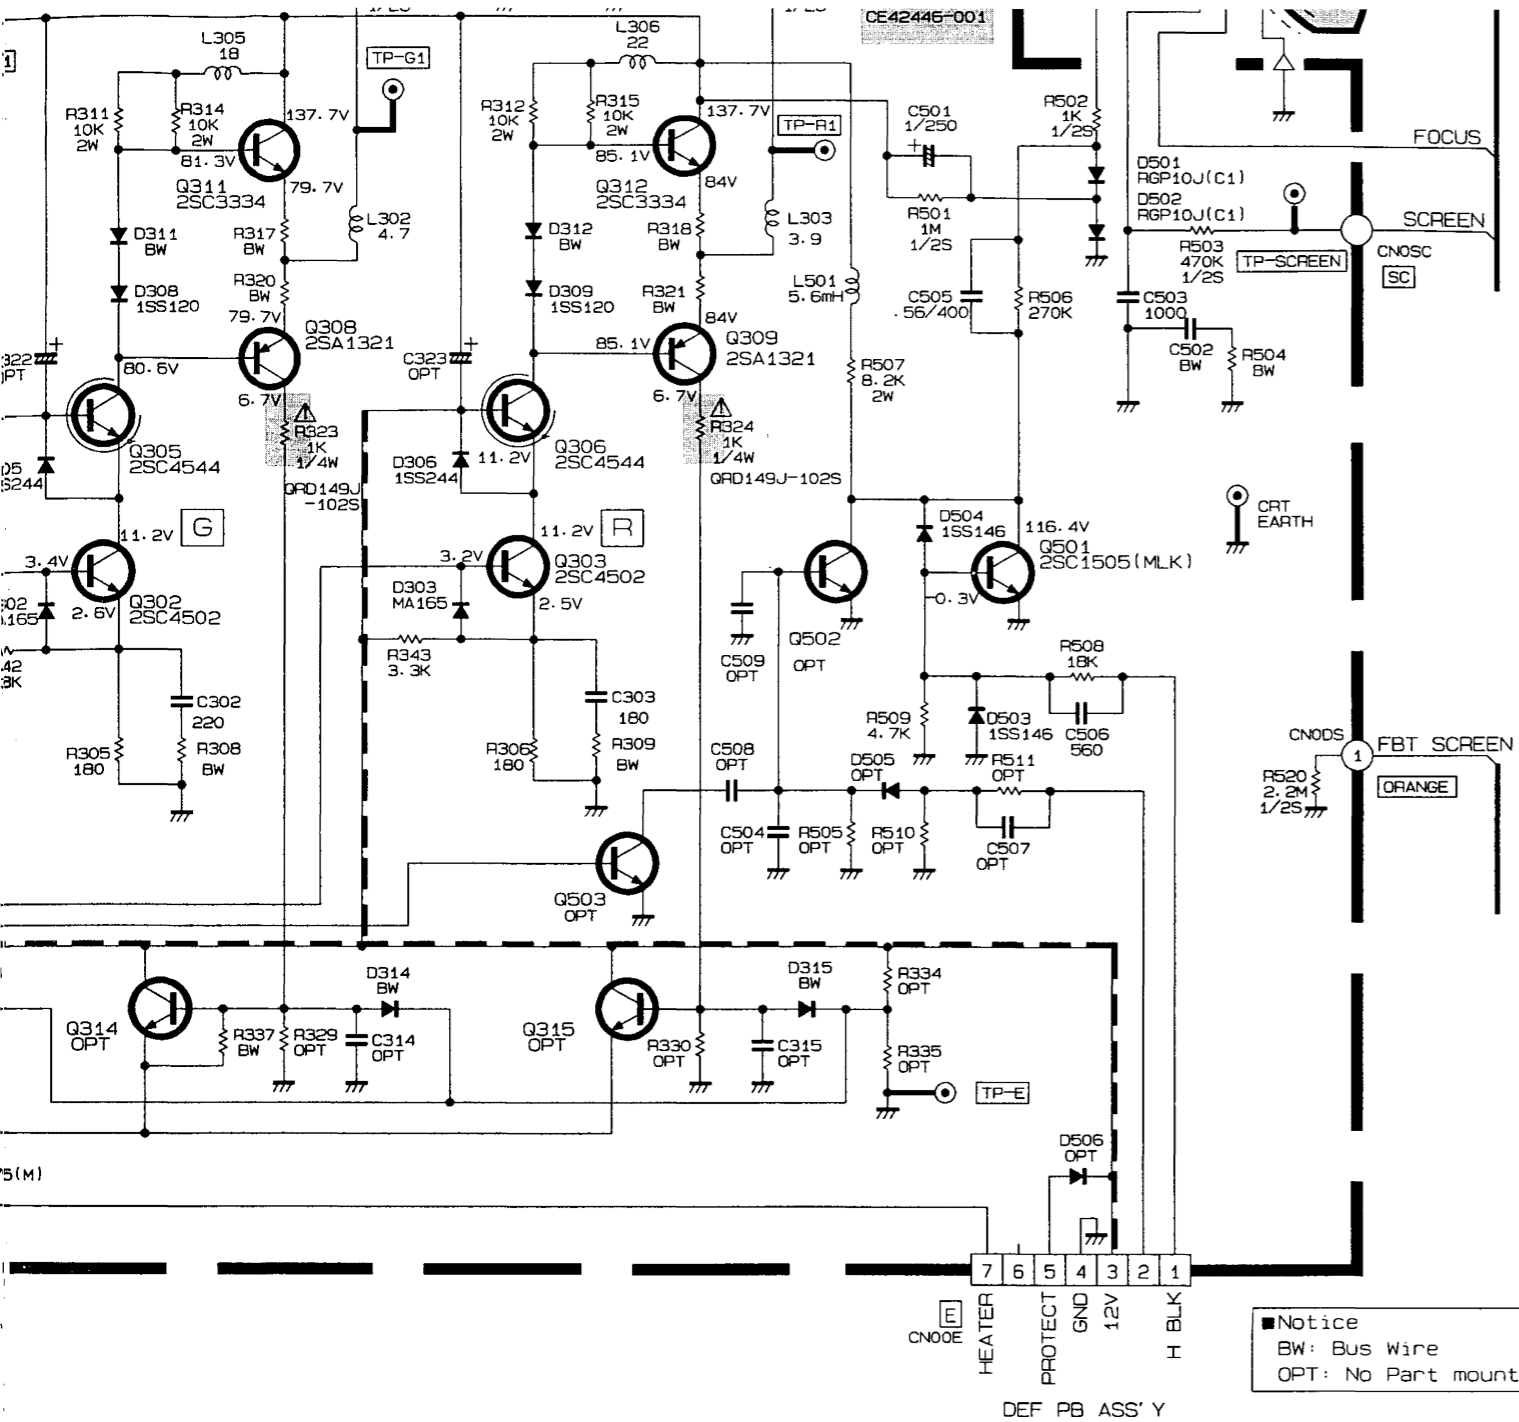 CE42446-001
L305
18
TP-G1
L306
22
R311
10K
2W
R314
10K
2W
137.7V
81.3V
Q311
2SC3334
79.7V
R312
10K
2W
R315
10K
2W
137.7V
85.1V
Q312
2SC3334
84V
TP-R1
C501
1/250
+
R502
1K
1/2S
FOCUS
D501
RGP10J(C1)
D502
RGP10J(C1)
R501
1M
1/2S
R503
470K
1/2S
TP-SCREEN
SCREEN
CN0SC
SC
D311
BW
R317
BW
L302
4.7
D312
BW
R318
BW
L303
3.9
D308
1SS120
R320
BW
79.7V
Q308
2SA1321
D309
1SS120
R321
BW
84V
Q309
2SA1321
L501
5.6mH
C505
.56/400
R506
270K
C503
1000
C502
BW
R504
BW
322
+
80.6V
6.7V
C323
OPT
+
85.1V
6.7V
R507
8.2K
2W
R323
1K
1/4W
QRD149J
-102S
R324
1K
1/4W
QRD149J-102S
Q305
2SC4544
D306
1SS244
11.2V
Q306
2SC4544
G
R
11.2V
3.4V
2.6V
Q302
2SC4502
11.2V
3.2V
Q303
2SC4502
2.5V
D303
MA165
D504
1SS146
116.4V
Q501
2SC1505(MLK)
-0.3V
CRT
EARTH
C509
OPT
Q502
OPT
R343
3.3K
R508
18K
C302
220
C303
180
R509
4.7K
D503
1SS146
C506
560
R305
180
R308
BW
R306
180
R309
BW
C508
OPT
D505
OPT
R511
OPT
CN0DS
1
FBT SCREEN
R520
2.2M
1/2S
ORANGE
C504
OPT
R505
OPT
R510
OPT
C507
OPT
Q503
OPT
D314
BW
D315
BW
R334
OPT
Q314
OPT
R337
BW
R329
OPT
C314
OPT
Q315
OPT
R330
OPT
C315
OPT
R335
OPT
TP-E
5(M)
D506
OPT
7 6 5 4 3 2 1
E
CN00E
HEATER
PROTECT
GND
12V
H BLK
■Notice
BW: Bus Wire
OPT: No Part mount
DEF PB ASS'Y